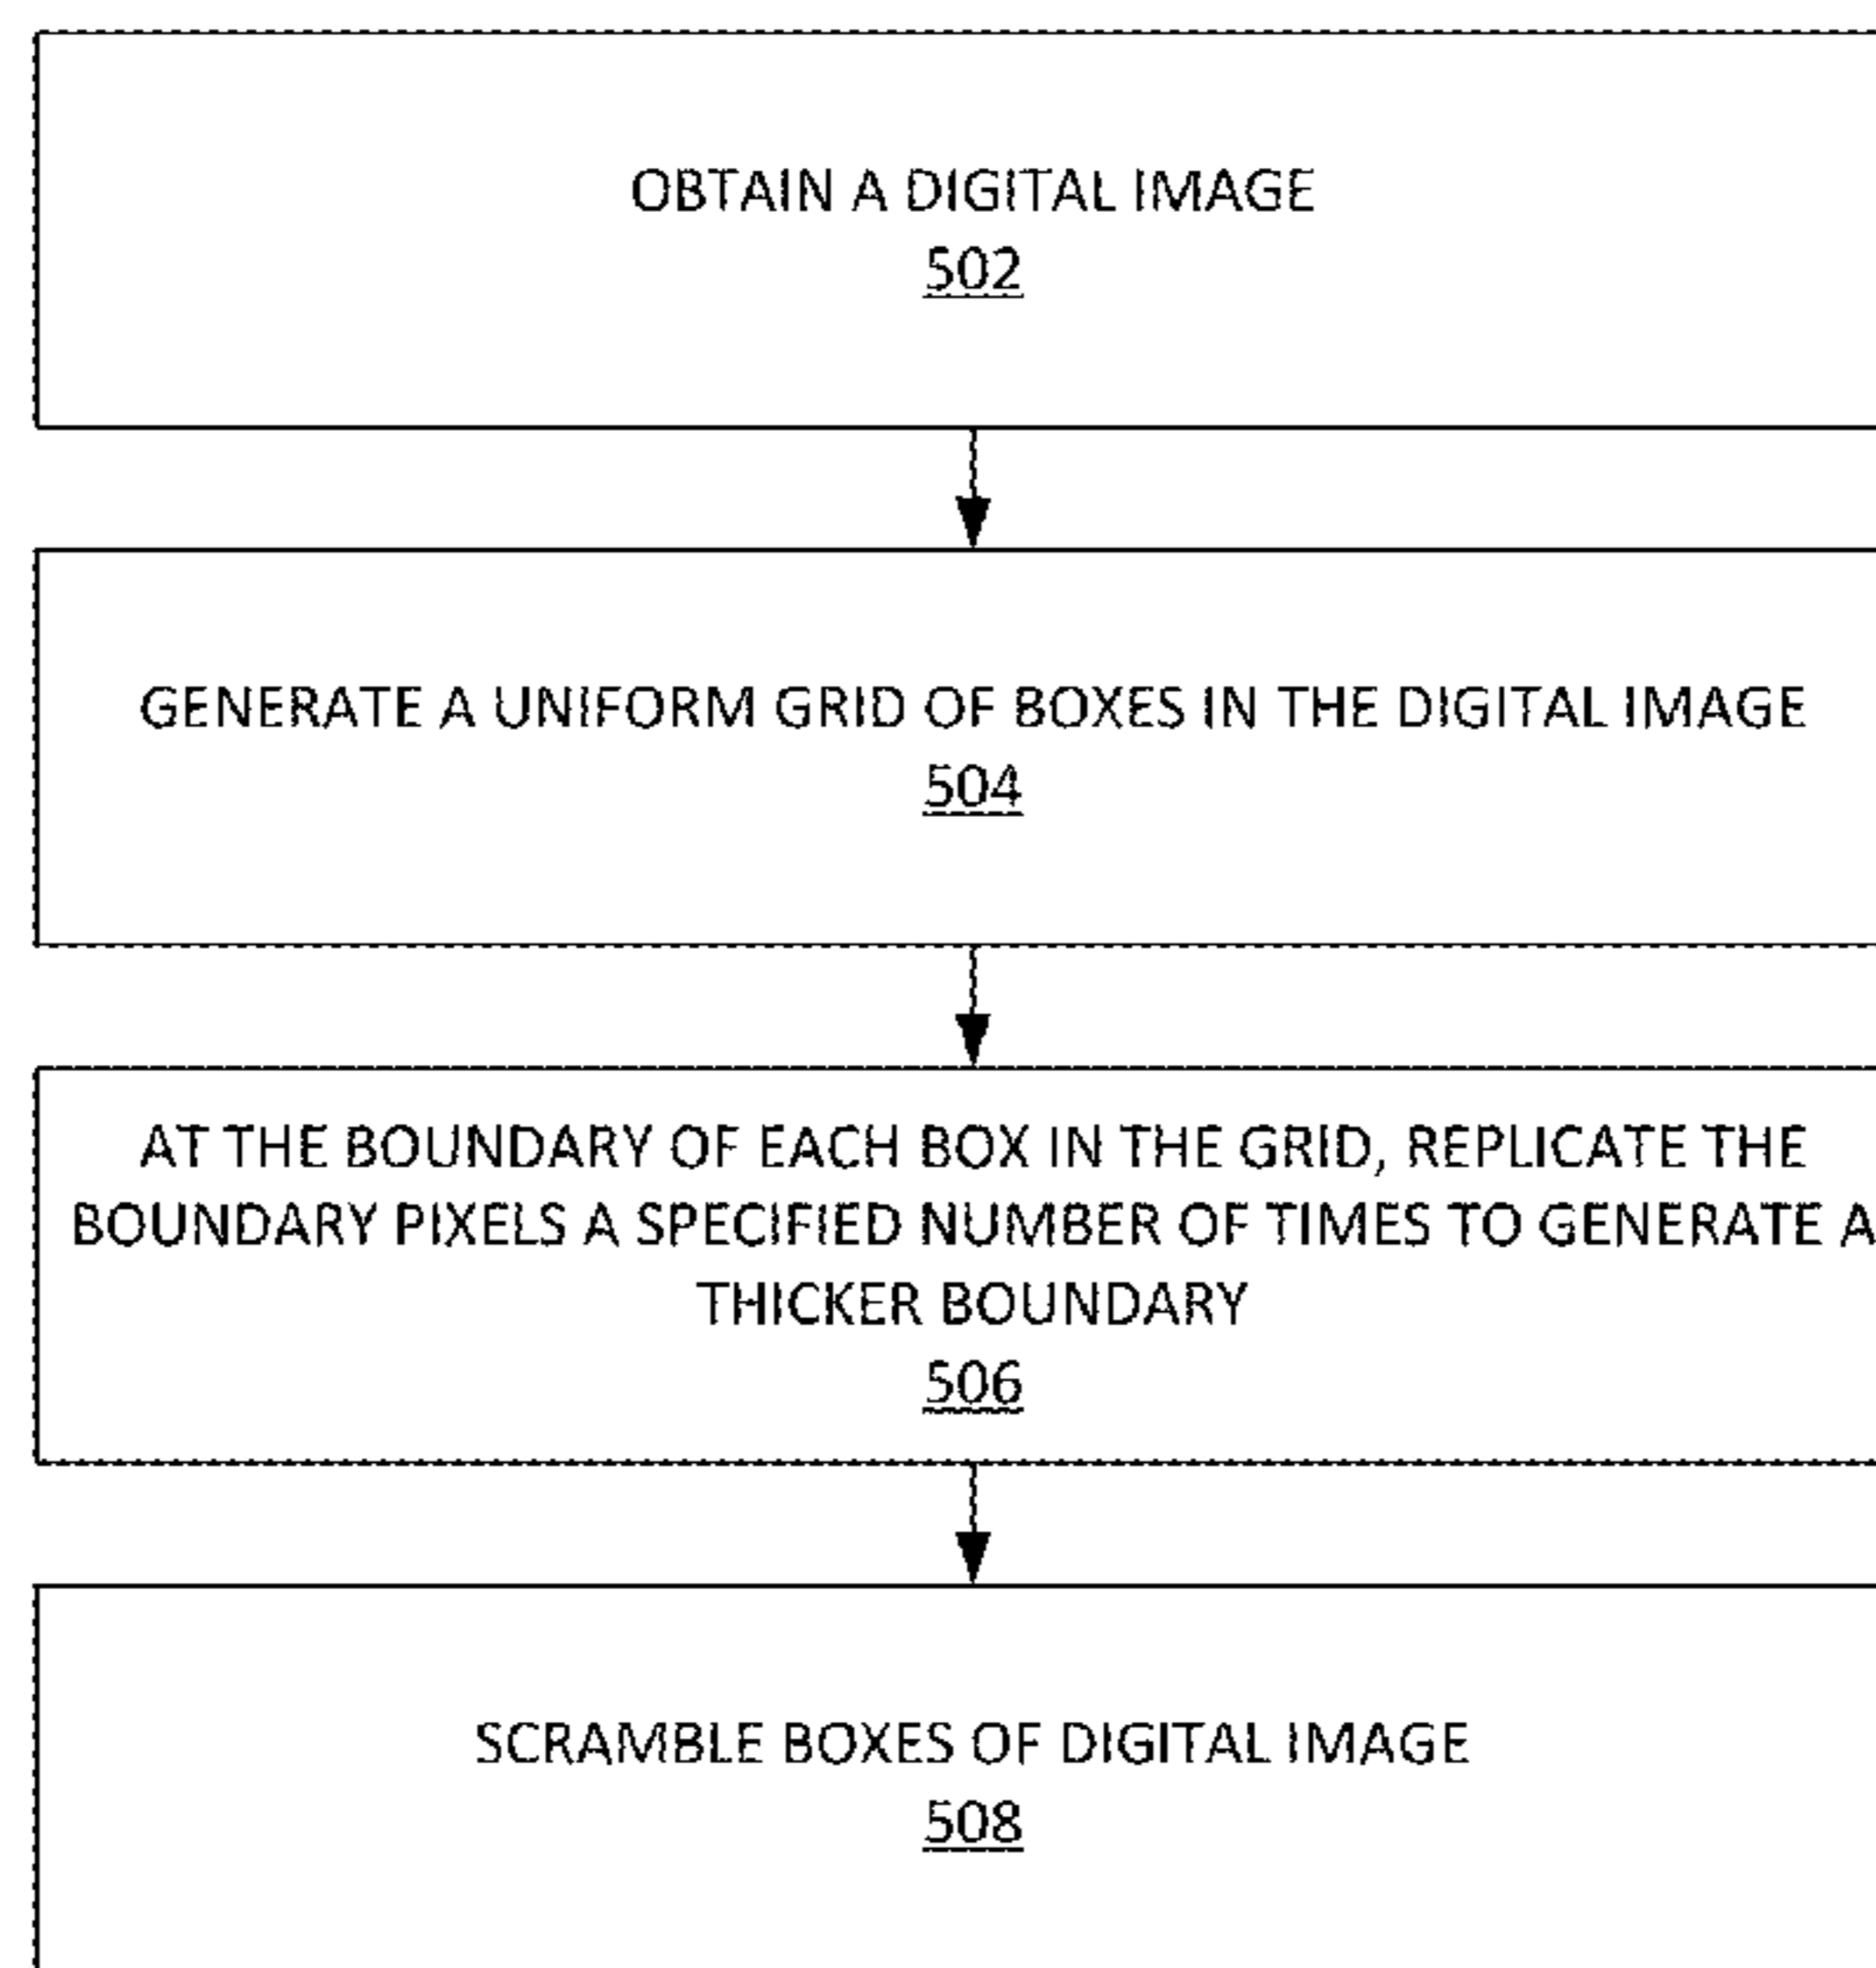 OBTAIN A DIGITAL IMAGE
502
GENERATE A UNIFORM GRID OF BOXES IN THE DIGITAL IMAGE
504
AT THE BOUNDARY OF EACH BOX IN THE GRID, REPLICATE THE
BOUNDARY PIXELS A SPECIFIED NUMBER OF TIMES TO GENERATE A
THICKER BOUNDARY
506
SCRAMBLE BOXES OF DIGITAL IMAGE
508